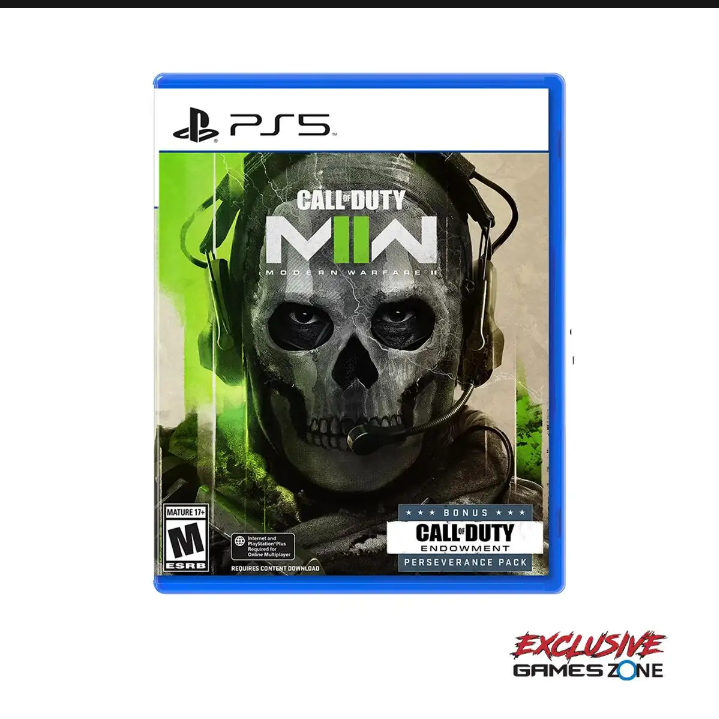 PS5
CALL OF DUTY
MWII
MODERN WARFARE II
MATURE 17+
M
ESRB
Internet and
PlayStation®Plus
Required for
Online Multiplayer
REQUIRES CONTENT DOWNLOAD
★ ★ ★ BONUS ★ ★ ★
CALL OF DUTY
ENDOWMENT
PERSEVERANCE PACK
EXCLUSIVE
GAMES ZONE